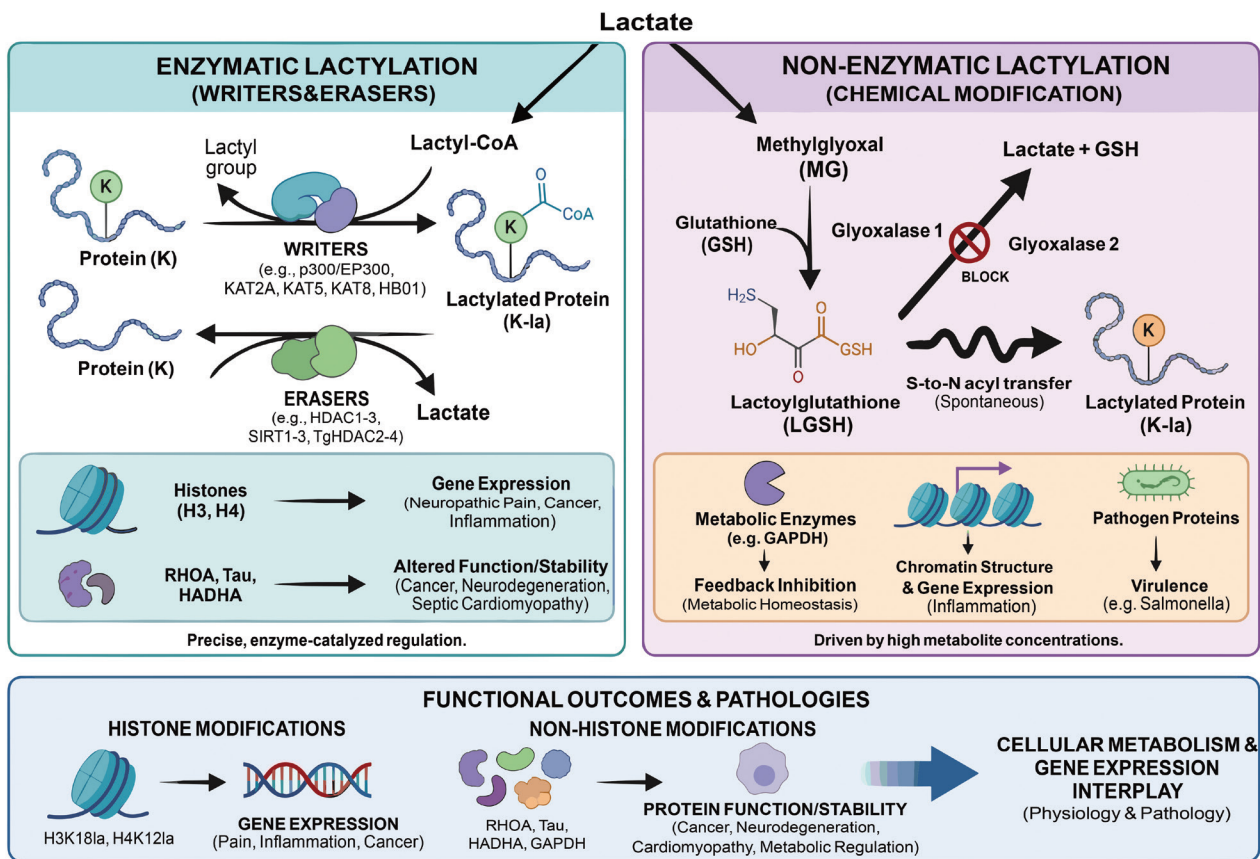 Lactate
ENZYMATIC LACTYLATION
(WRITERS&ERASERS)
Lactyl
group
Lactyl-CoA
K
Protein (K)
WRITERS
(e.g., p300/EP300,
KAT2A, KAT5, KAT8, HB01)
O
CoA
K
Lactylated Protein
(K-la)
Protein (K)
ERASERS
(e.g., HDAC1-3,
SIRT1-3, TgHDAC2-4)
Lactate
Histones
(H3, H4)
Gene Expression
(Neuropathic Pain, Cancer,
Inflammation)
RHOA, Tau,
HADHA
Altered Function/Stability
(Cancer, Neurodegeneration,
Septic Cardiomyopathy)
Precise, enzyme-catalyzed regulation.
NON-ENZYMATIC LACTYLATION
(CHEMICAL MODIFICATION)
Methylglyoxal
(MG)
Lactate + GSH
Glutathione
(GSH)
Glyoxalase 1
Glyoxalase 2
BLOCK
H₂S
O
HO
GSH
O
Lactoylglutathione
(LGSH)
S-to-N acyl transfer
(Spontaneous)
K
Lactylated Protein
(K-la)
Metabolic Enzymes
(e.g. GAPDH)
Feedback Inhibition
(Metabolic Homeostasis)
Chromatin Structure
& Gene Expression
(Inflammation)
Pathogen Proteins
Virulence
(e.g. Salmonella)
Driven by high metabolite concentrations.
FUNCTIONAL OUTCOMES & PATHOLOGIES
HISTONE MODIFICATIONS
H3K18la, H4K12la
GENE EXPRESSION
(Pain, Inflammation, Cancer)
NON-HISTONE MODIFICATIONS
RHOA, Tau,
HADHA, GAPDH
PROTEIN FUNCTION/STABILITY
(Cancer, Neurodegeneration,
Cardiomyopathy, Metabolic Regulation)
CELLULAR METABOLISM &
GENE EXPRESSION
INTERPLAY
(Physiology & Pathology)